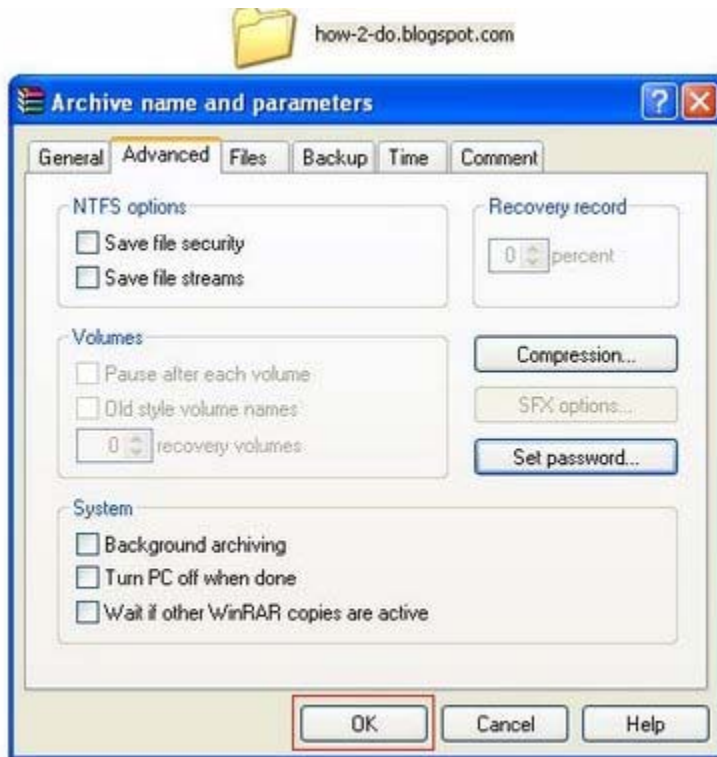 how-2-do.blogspot.com
Archive name and parameters
General Advanced Files Backup Time Comment
NTFS options
Save file security
Save file streams
Recovery record
0 percent
Volumes
Pause after each volume
Old style volume names
0 recovery volumes
Compression...
SFX options...
Set password...
System
Background archiving
Turn PC off when done
Wait if other WinRAR copies are active
OK Cancel Help